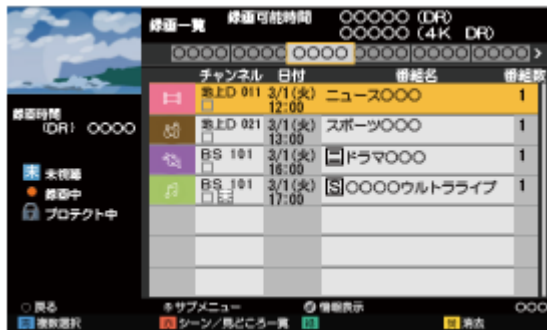 録画一覧 録画可能時間 ○○○○○ (DR)
○○○○○ (4K DR)
○○○○ ○○○○ ○○○○ ○○○○ ○○○○ ○○○○ >
チャンネル 日付 番組名 番組数
地上D 011 3/1(火) ニュース○○○ 1
12:00
地上D 021 3/1(火) スポーツ○○○ 1
13:00
BS 101 3/1(火) 二ドラマ○○○ 1
16:00
BS 101 3/1(火) S○○○○ウルトラライブ 1
17:00
録画時間
(DR) ○○○○
未 未視聴
録画中
プロテクト中
戻る サブメニュー 情報表示 ○○○
青 複数選択 赤 シーン/見どころ一覧 緑 黄 消去